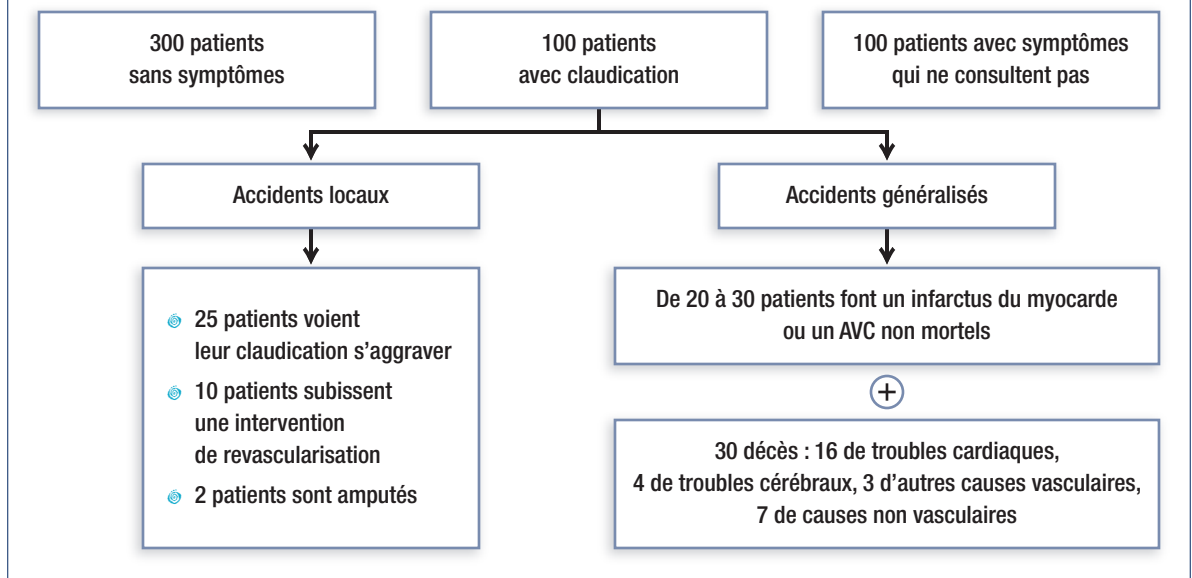 300 patients
sans symptômes
100 patients
avec claudication
100 patients avec symptômes
qui ne consultent pas
Accidents locaux
Accidents généralisés
25 patients voient
leur claudication s'aggraver
10 patients subissent
une intervention
de revascularisation
2 patients sont amputés
De 20 à 30 patients font un infarctus du myocarde
ou un AVC non mortels
+
30 décès : 16 de troubles cardiaques,
4 de troubles cérébraux, 3 d'autres causes vasculaires,
7 de causes non vasculaires